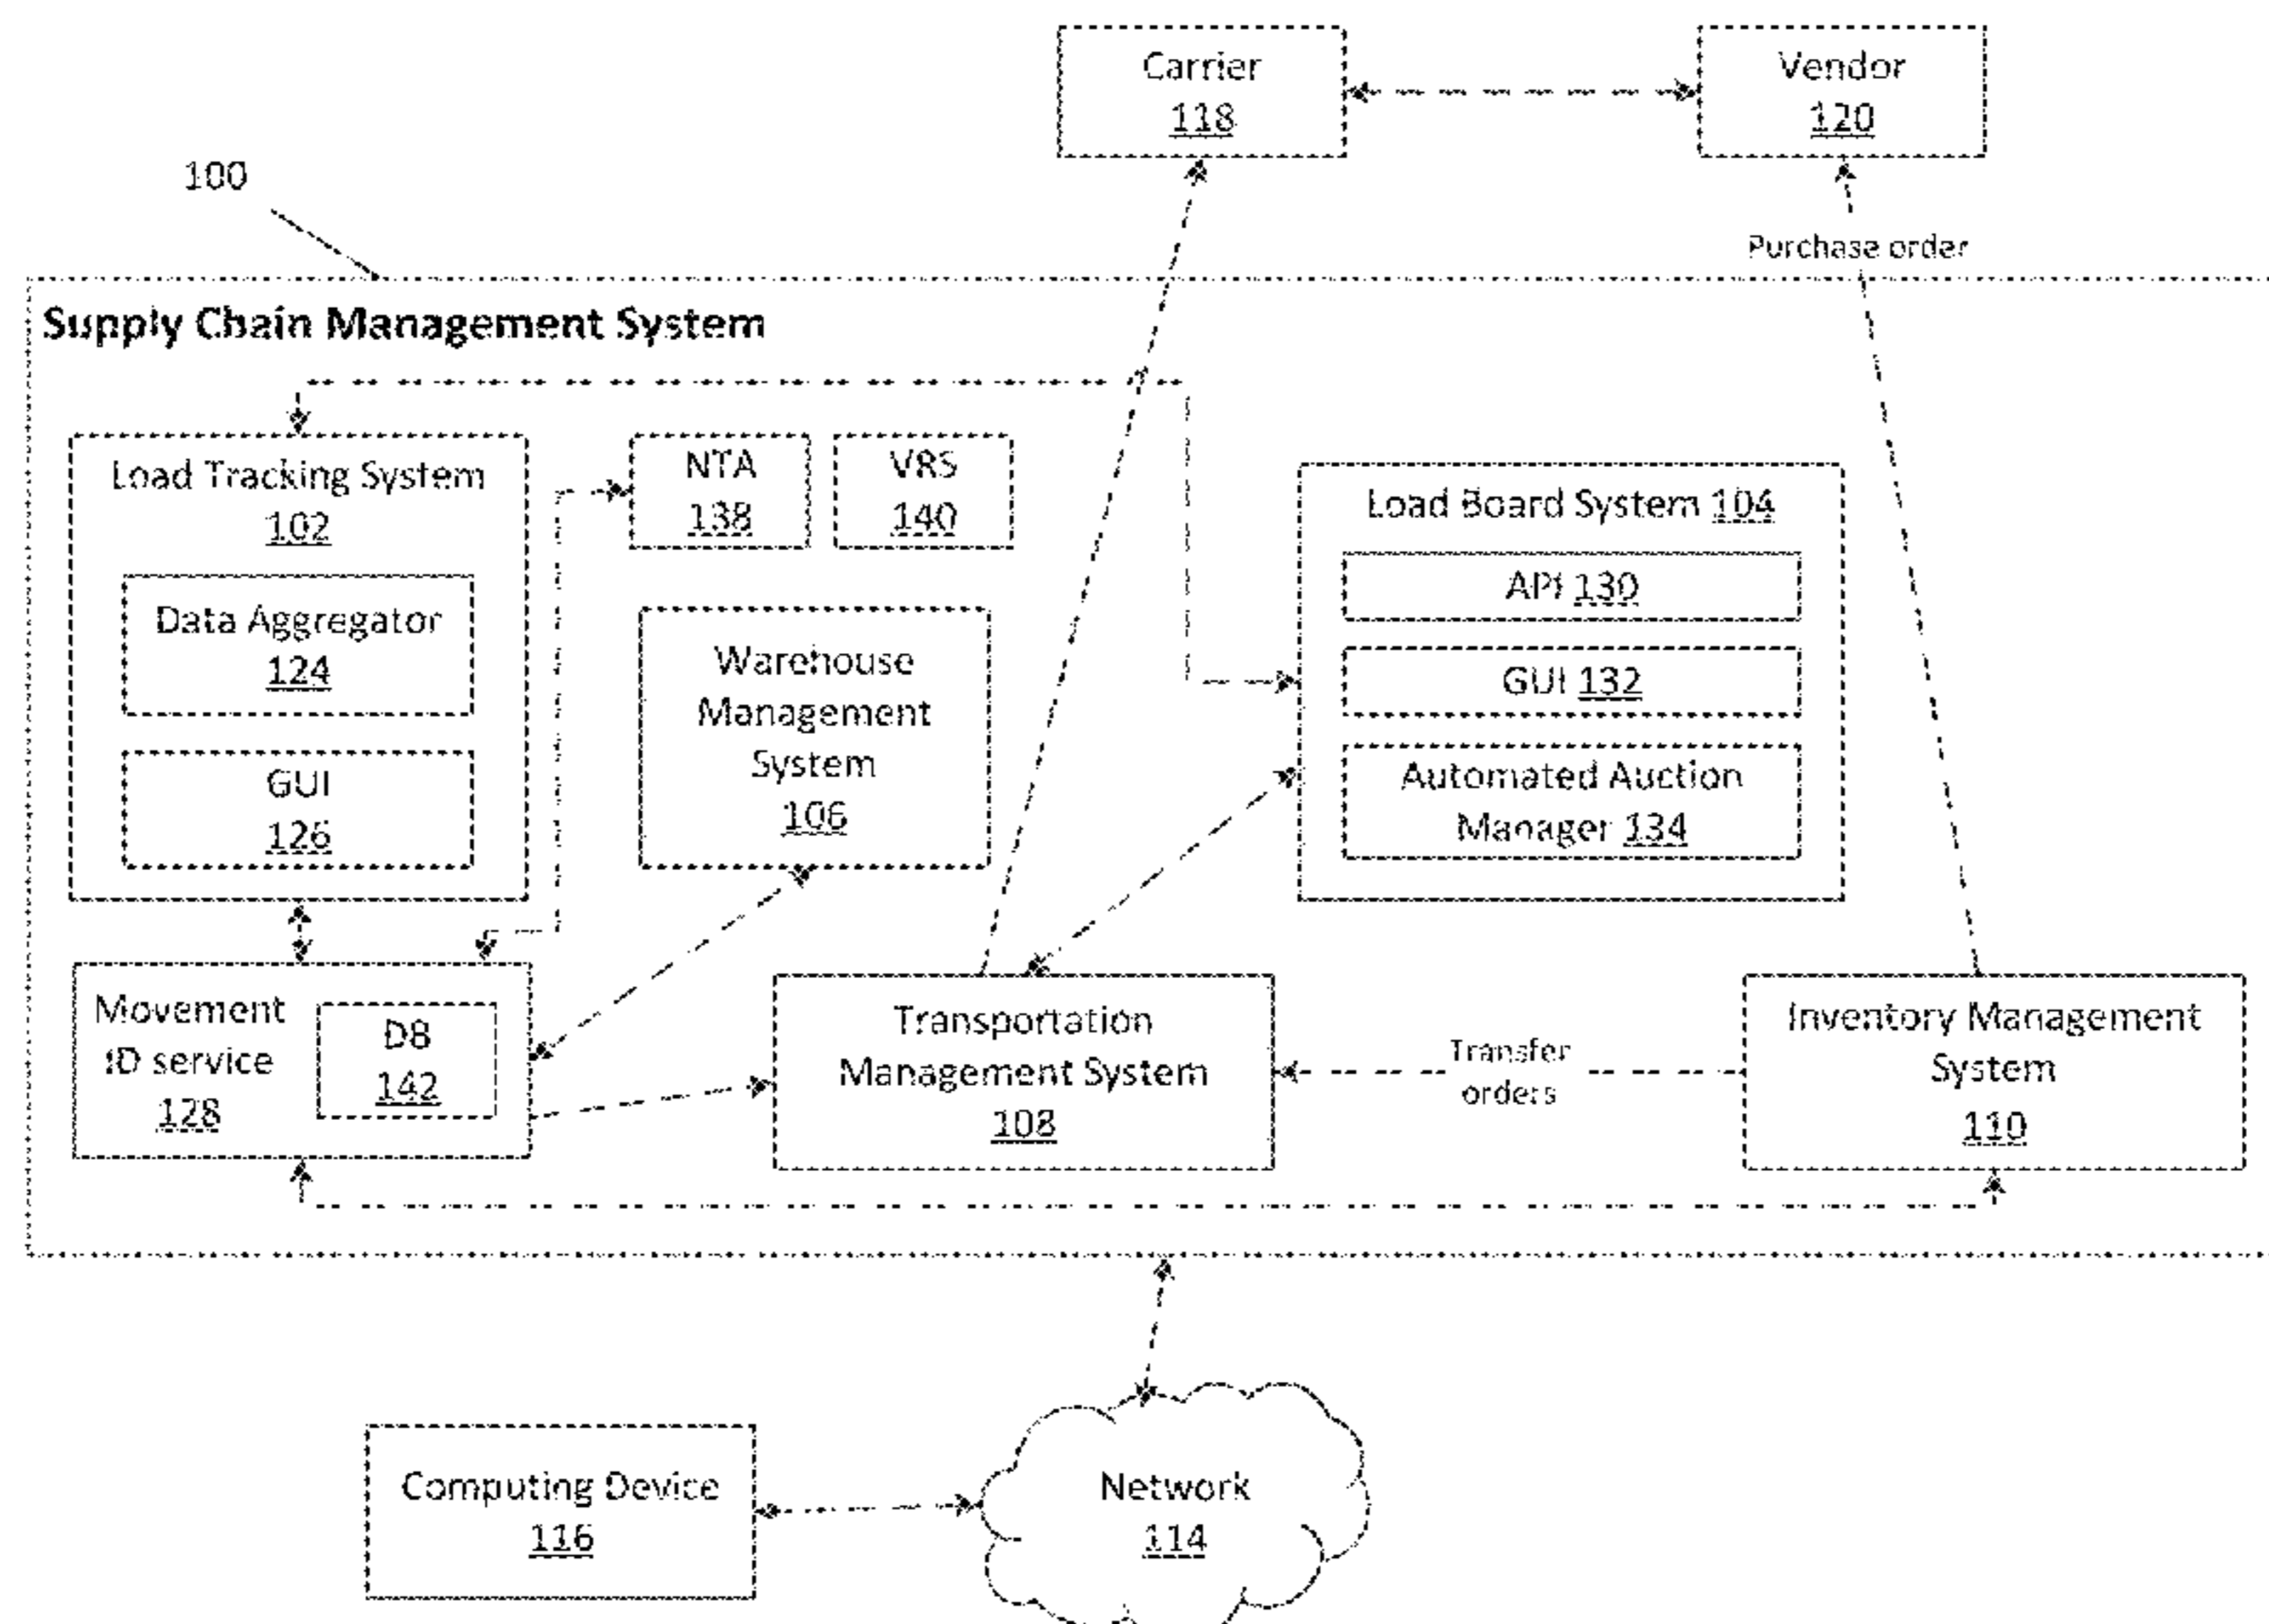 Carrier
118
Vendor
120
100
Purchase order
Supply Chain Management System
Load Tracking System
102
Data Aggregator
124
GUI
126
NTA
138
VRS
140
Warehouse
Management
System
106
Load Board System 104
API 130
GUI 132
Automated Auction
Manager 134
Movement
ID service
128
DB
142
Transportation
Management System
108
Transfer
orders
Inventory Management
System
110
Computing Device
116
Network
114